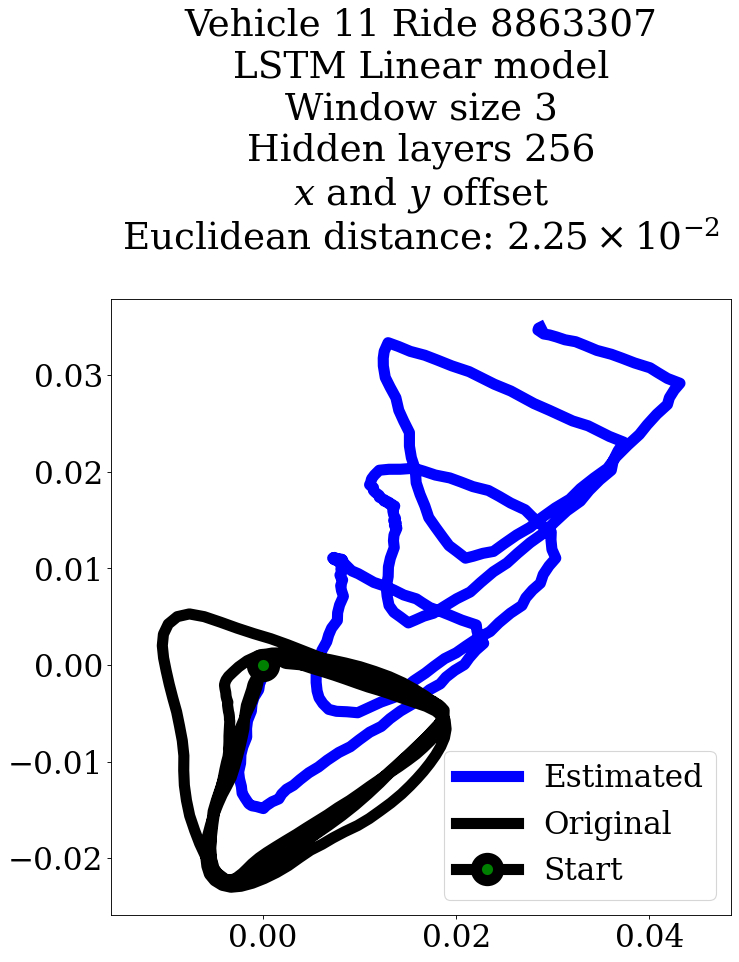 Vehicle 11 Ride 8863307
LSTM Linear model
Window size 3
Hidden layers 256
x and y offset
Euclidean distance: 2.25 × 10⁻²
0.03
0.02
0.01
0.00
−0.01
−0.02
Estimated
Original
Start
0.00 0.02 0.04